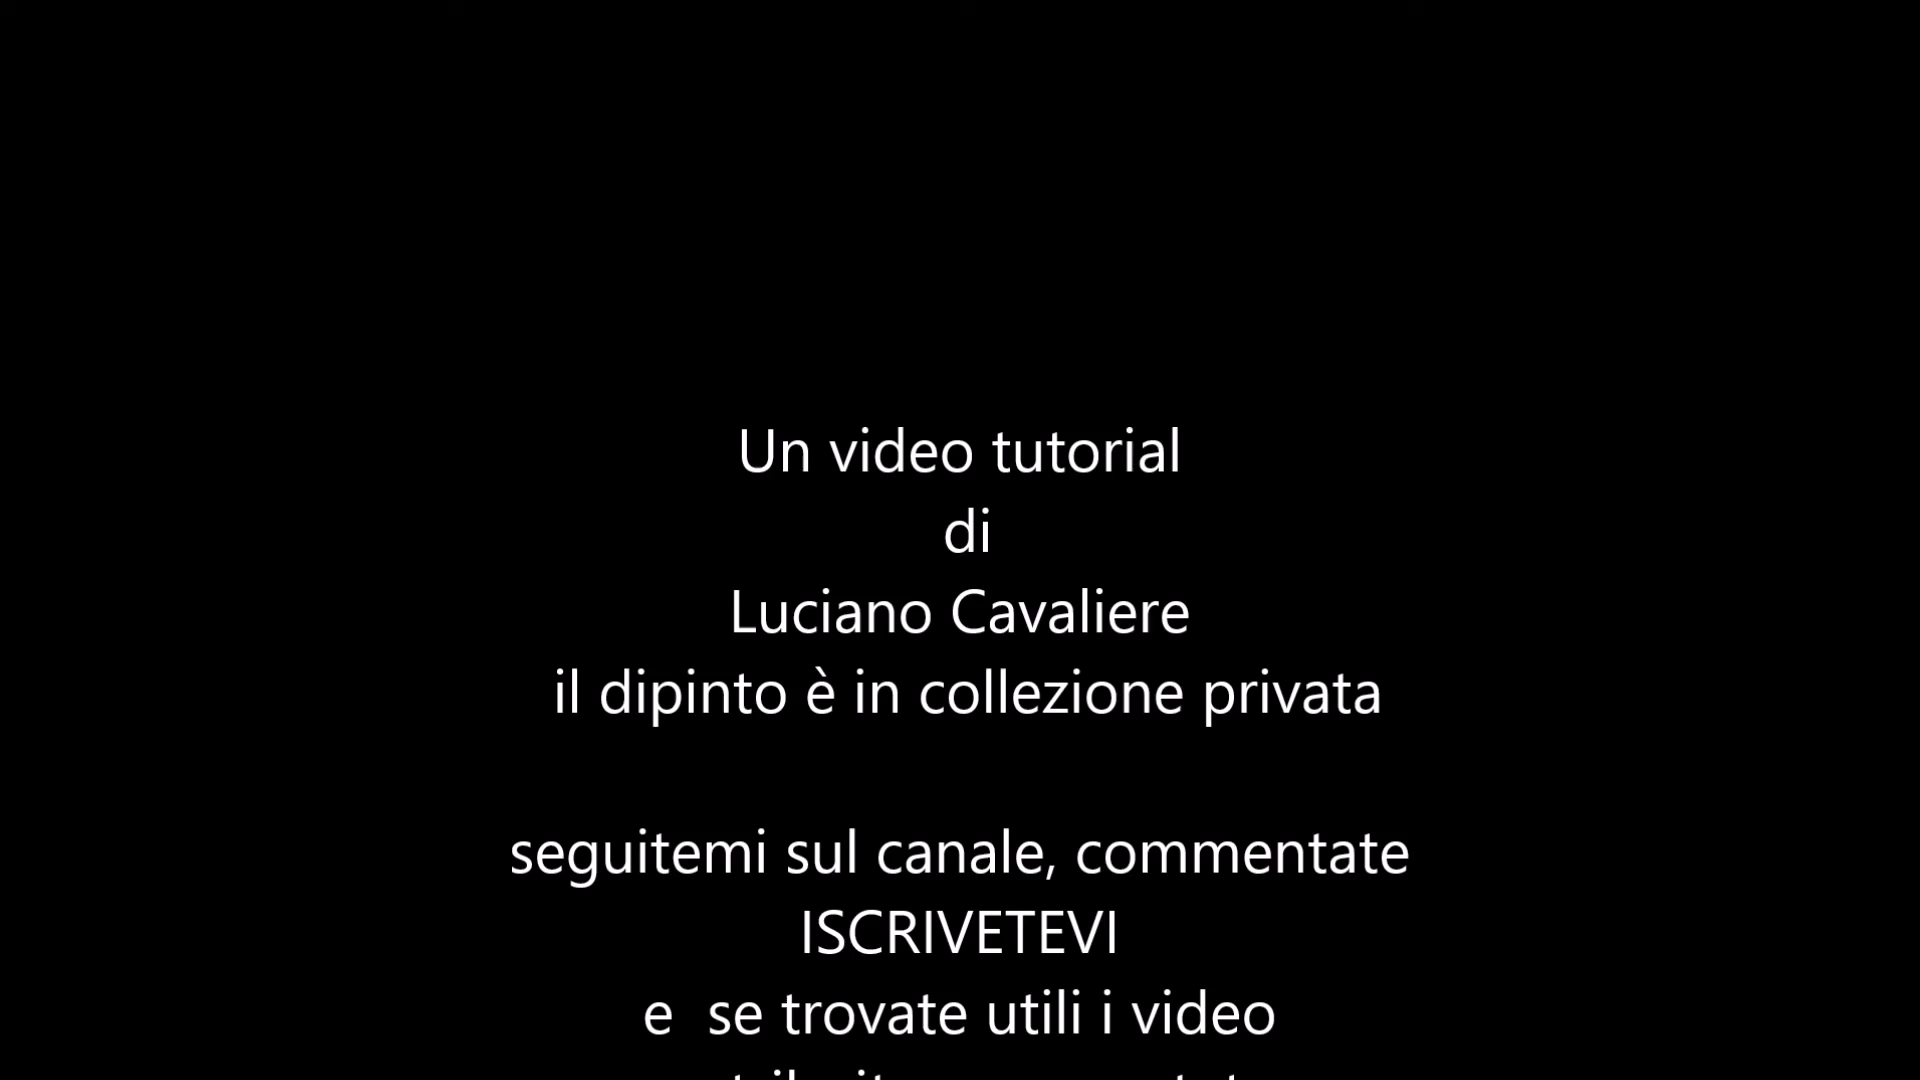 Un video tutorial
di
Luciano Cavaliere
il dipinto è in collezione privata
seguitemi sul canale, commentate
ISCRIVETEVI
e  se trovate utili i video